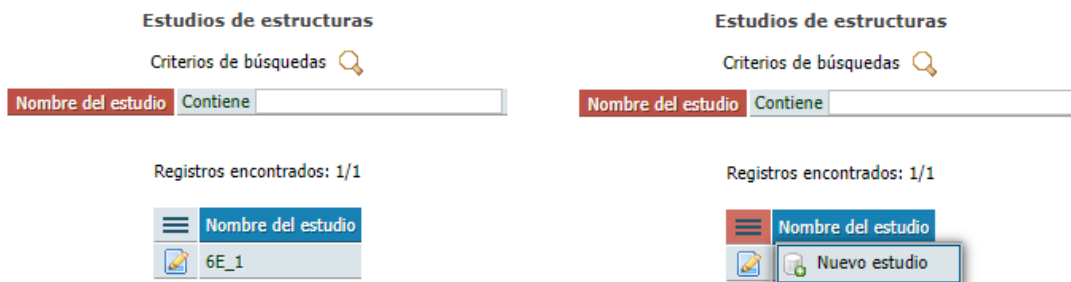 Estudios de estructuras
Criterios de búsquedas
Nombre del estudio Contiene
Registros encontrados: 1/1
Nombre del estudio
6E_1
Estudios de estructuras
Criterios de búsquedas
Nombre del estudio Contiene
Registros encontrados: 1/1
Nombre del estudio
Nuevo estudio